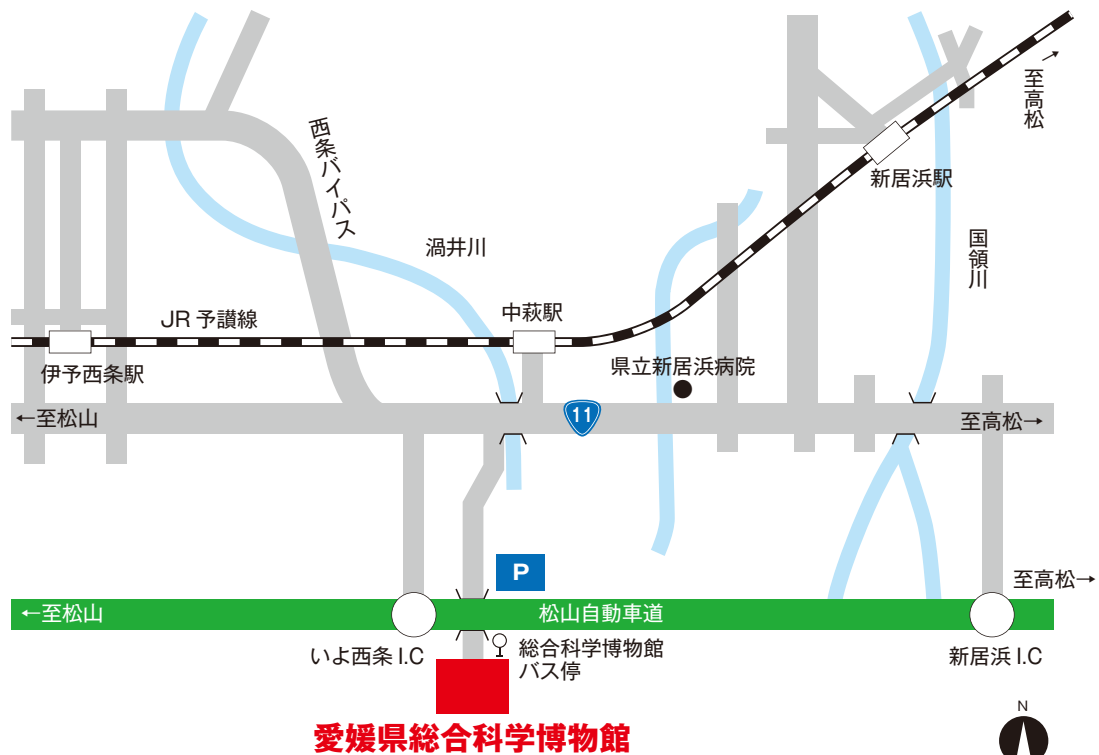 至高松
西条バイパス
新居浜駅
国領川
渦井川
中萩駅
JR 予讃線
伊予西条駅
県立新居浜病院
←至松山
11
至高松→
P
至高松→
←至松山
松山自動車道
いよ西条 I.C
総合科学博物館
バス停
新居浜 I.C
愛媛県総合科学博物館
N